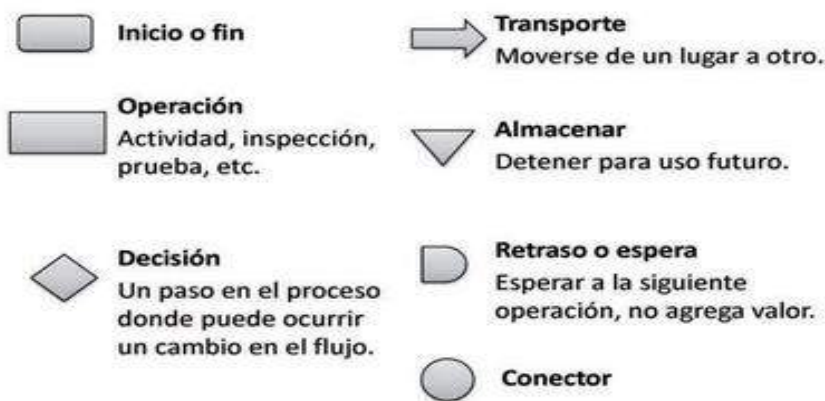 Inicio o fin
Operación
Actividad, inspección,
prueba, etc.
Decisión
Un paso en el proceso
donde puede ocurrir
un cambio en el flujo.
Transporte
Moverse de un lugar a otro.
Almacenar
Detener para uso futuro.
Retraso o espera
Esperar a la siguiente
operación, no agrega valor.
Conector